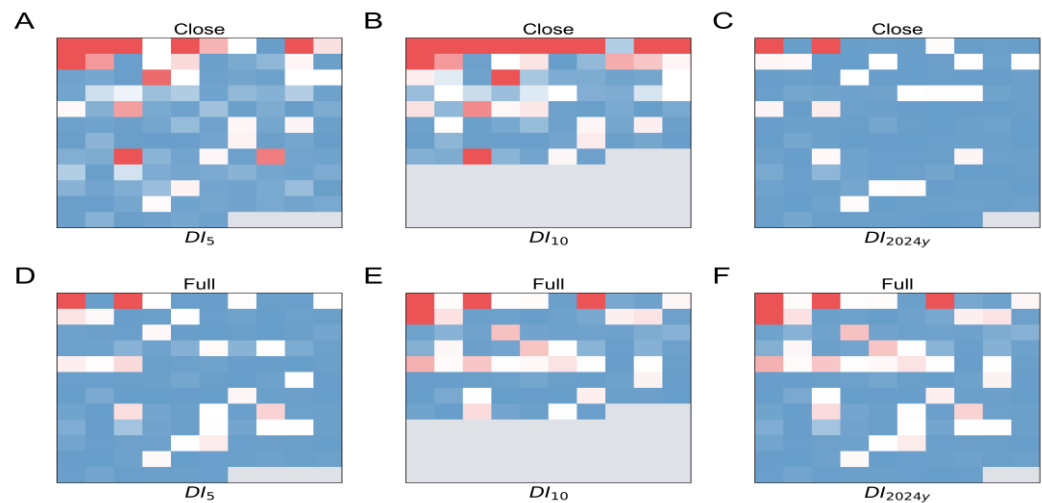 A
Close
DI5
B
Close
DI10
C
Close
DI2024y
D
Full
DI5
E
Full
DI10
F
Full
DI2024y